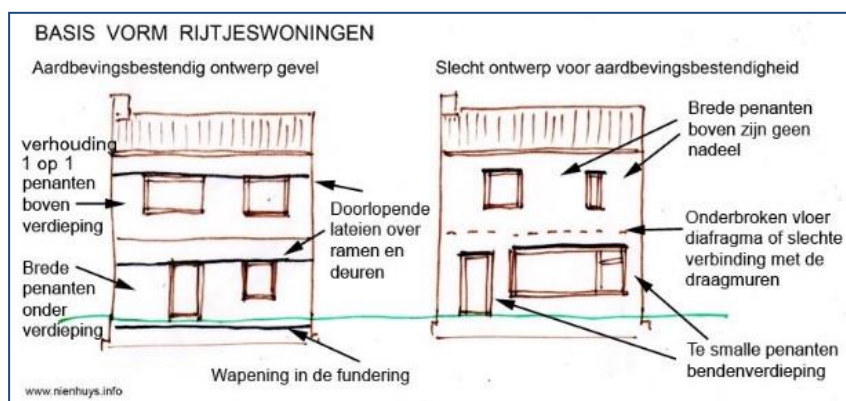 BASIS VORM RIJTJESWONINGEN
Aardbevingsbestendig ontwerp gevel
verhouding
1 op 1
penanten
boven
verdieping
Brede
penanten
onder
verdieping
Doorlopende
lateien over
ramen en
deuren
Wapening in de fundering
Slecht ontwerp voor aardbevingsbestendigheid
Brede penanten
boven zijn geen
nadeel
Onderbroken vloer
diafragma of slechte
verbinding met de
draagmuren
Te smalle penanten
bendenverdieping
www.nienhuys.info